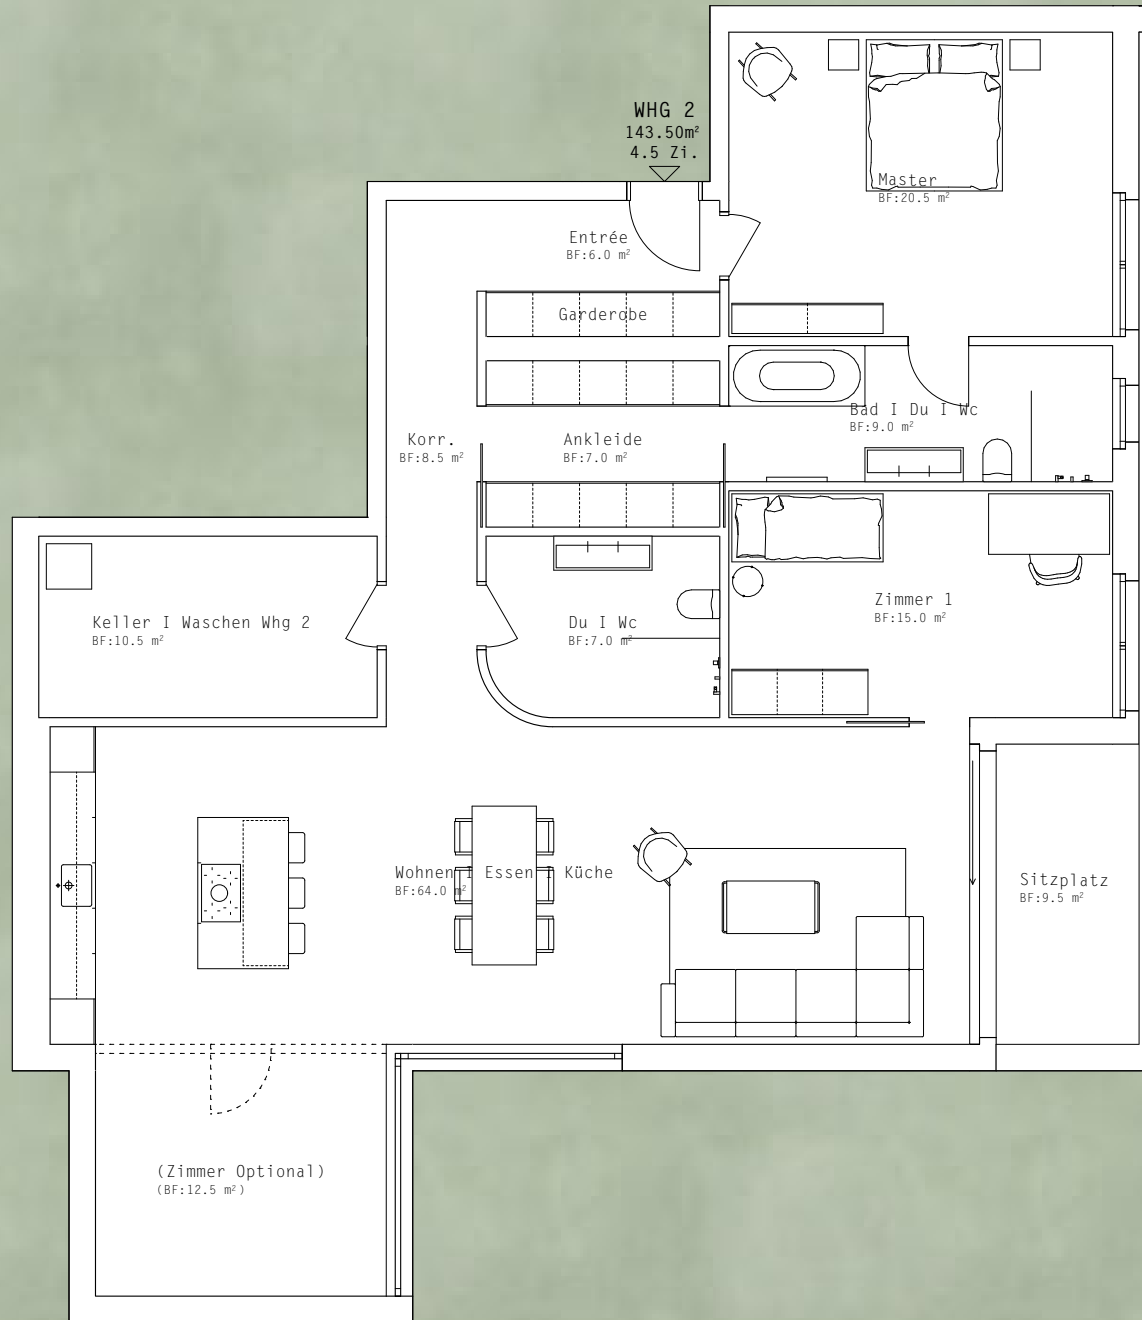 WHG 2
143.50m²
4.5 Zi.
Master
BF:20.5 m²
Entrée
BF:6.0 m²
Garderobe
Bad I Du I Wc
BF:9.0 m²
Korr.
BF:8.5 m²
Ankleide
BF:7.0 m²
Zimmer 1
BF:15.0 m²
Keller I Waschen Whg 2
BF:10.5 m²
Du I Wc
BF:7.0 m²
Wohnen I Essen I Küche
BF:64.0 m²
Sitzplatz
BF:9.5 m²
(Zimmer Optional)
(BF:12.5 m²)